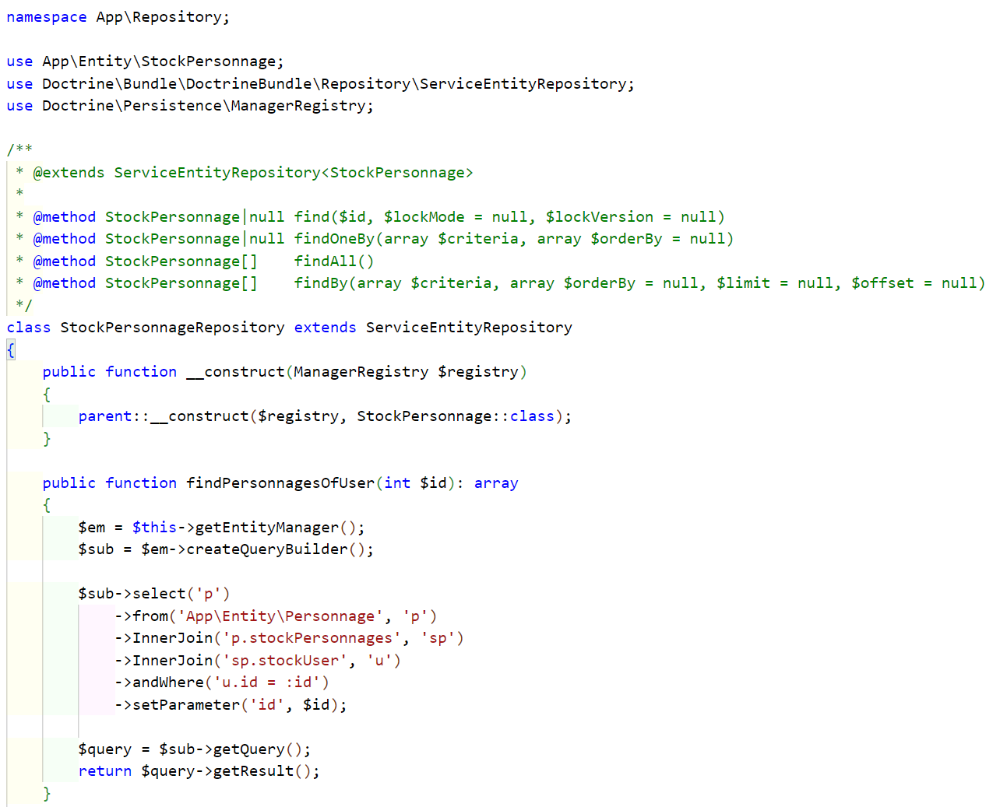 namespace App\Repository;

use App\Entity\StockPersonnage;
use Doctrine\Bundle\DoctrineBundle\Repository\ServiceEntityRepository;
use Doctrine\Persistence\ManagerRegistry;

/**
 * @extends ServiceEntityRepository<StockPersonnage>
 *
 * @method StockPersonnage|null find($id, $lockMode = null, $lockVersion = null)
 * @method StockPersonnage|null findOneBy(array $criteria, array $orderBy = null)
 * @method StockPersonnage[]    findAll()
 * @method StockPersonnage[]    findBy(array $criteria, array $orderBy = null, $limit = null, $offset = null)
 */
class StockPersonnageRepository extends ServiceEntityRepository
{
    public function __construct(ManagerRegistry $registry)
    {
        parent::__construct($registry, StockPersonnage::class);
    }

    public function findPersonnagesOfUser(int $id): array
    {
        $em = $this->getEntityManager();
        $sub = $em->createQueryBuilder();

        $sub->select('p')
            ->from('App\Entity\Personnage', 'p')
            ->InnerJoin('p.stockPersonnages', 'sp')
            ->InnerJoin('sp.stockUser', 'u')
            ->andWhere('u.id = :id')
            ->setParameter('id', $id);

        $query = $sub->getQuery();
        return $query->getResult();
    }